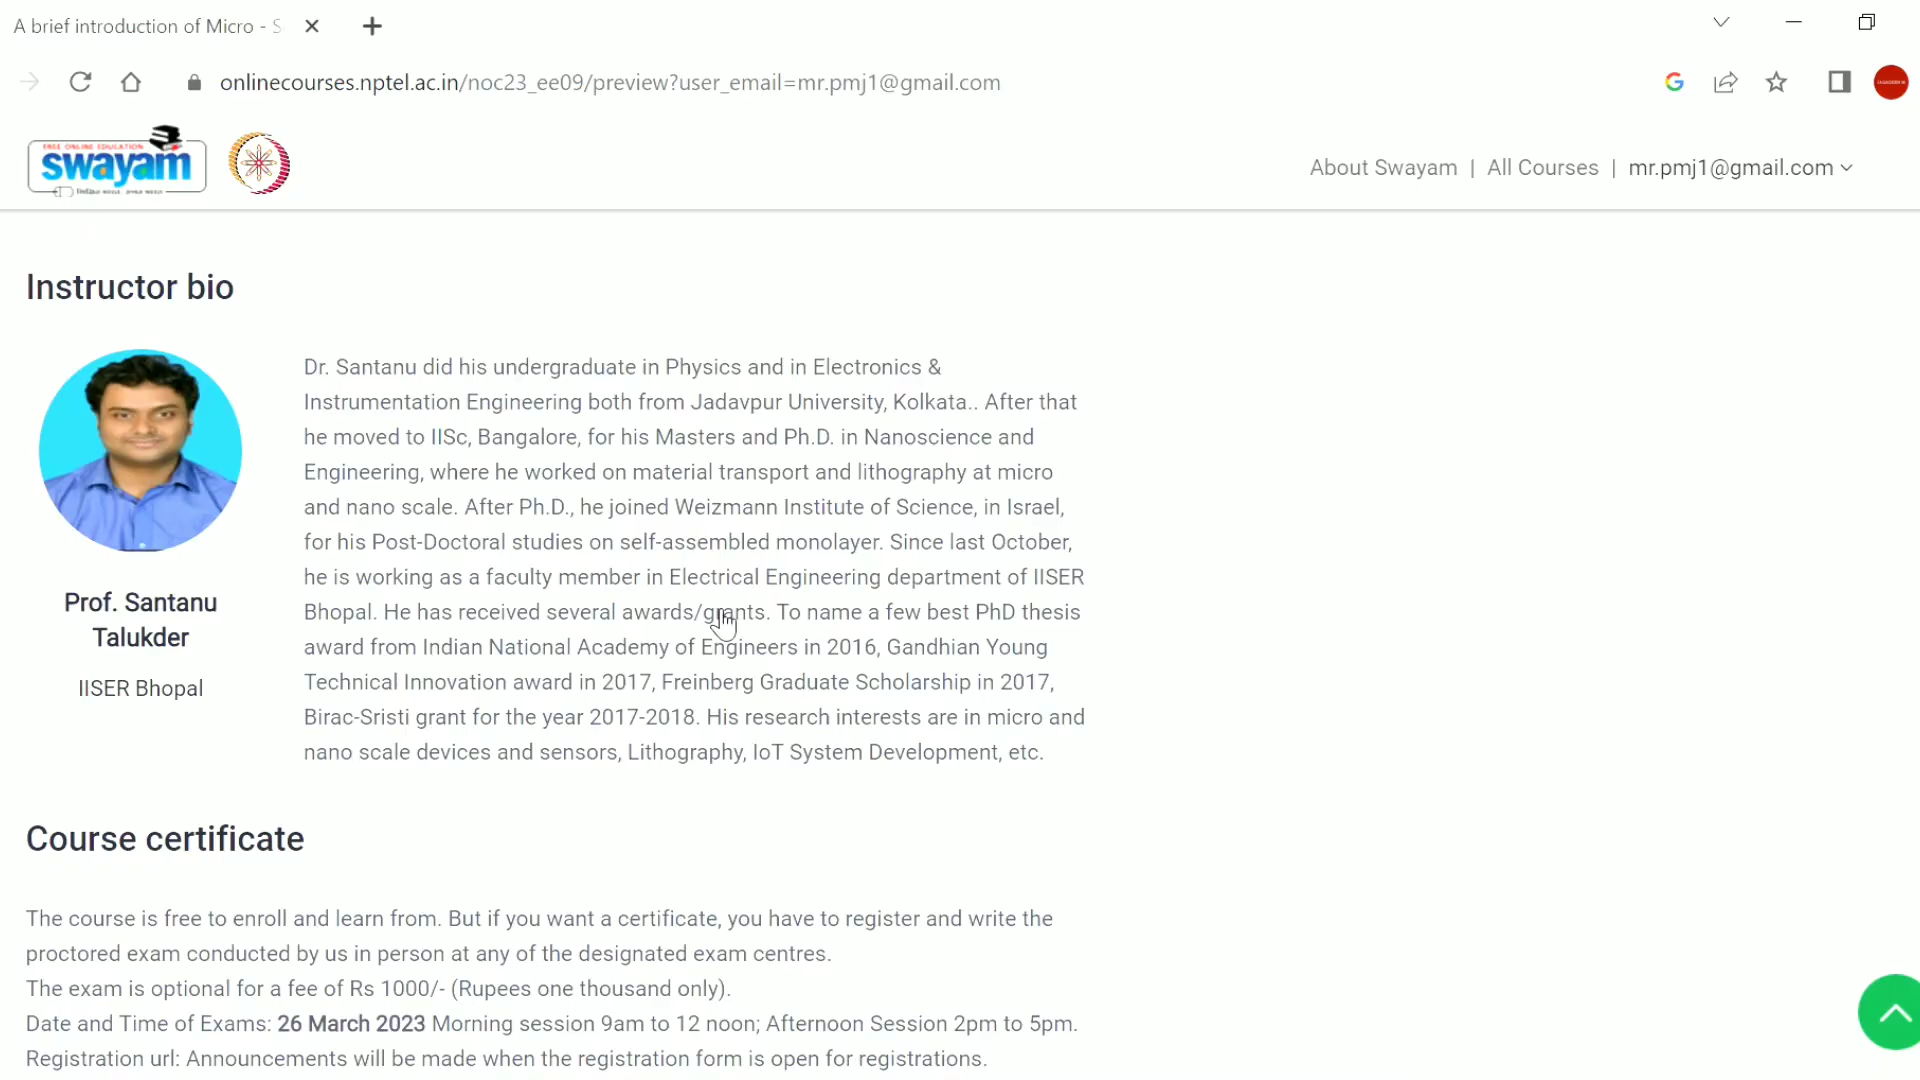 A brief introduction of Micro - S
onlinecourses.nptel.ac.in/noc23_ee09/preview?user_email=mr.pmj1@gmail.com
FREE ONLINE EDUCATION
swayam
About Swayam | All Courses | mr.pmj1@gmail.com
Instructor bio
Dr. Santanu did his undergraduate in Physics and in Electronics &
Instrumentation Engineering both from Jadavpur University, Kolkata.. After that
he moved to IISc, Bangalore, for his Masters and Ph.D. in Nanoscience and
Engineering, where he worked on material transport and lithography at micro
and nano scale. After Ph.D., he joined Weizmann Institute of Science, in Israel,
for his Post-Doctoral studies on self-assembled monolayer. Since last October,
he is working as a faculty member in Electrical Engineering department of IISER
Bhopal. He has received several awards/grants. To name a few best PhD thesis
award from Indian National Academy of Engineers in 2016, Gandhian Young
Technical Innovation award in 2017, Freinberg Graduate Scholarship in 2017,
Birac-Sristi grant for the year 2017-2018. His research interests are in micro and
nano scale devices and sensors, Lithography, IoT System Development, etc.
Prof. Santanu
Talukder
IISER Bhopal
Course certificate
The course is free to enroll and learn from. But if you want a certificate, you have to register and write the
proctored exam conducted by us in person at any of the designated exam centres.
The exam is optional for a fee of Rs 1000/- (Rupees one thousand only).
Date and Time of Exams: 26 March 2023 Morning session 9am to 12 noon; Afternoon Session 2pm to 5pm.
Registration url: Announcements will be made when the registration form is open for registrations.